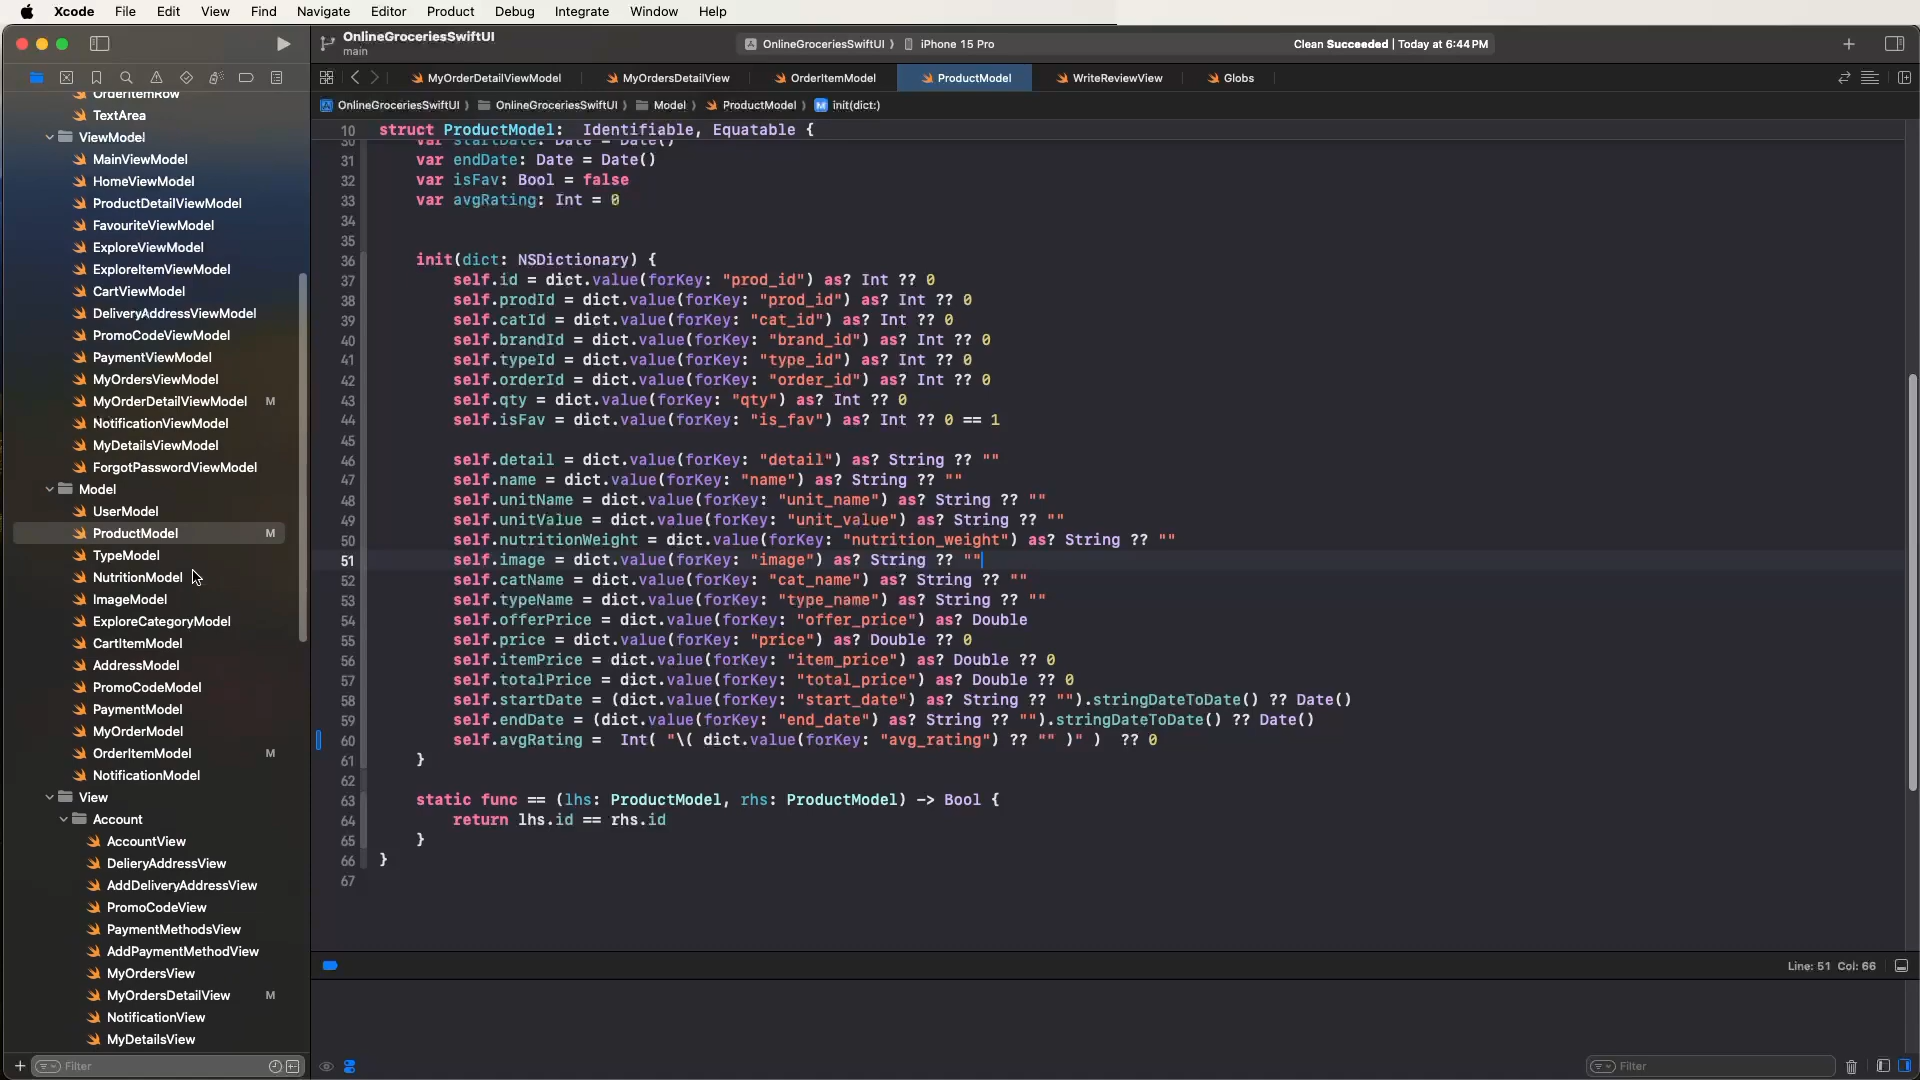 Xcode File Edit View Find Navigate Editor Product Debug Integrate Window Help
OnlineGroceriesSwiftUI
main
OnlineGroceriesSwiftUI ⟩ iPhone 15 Pro
Clean Succeeded | Today at 6:44 PM
MyOrderDetailViewModel MyOrdersDetailView OrderItemModel ProductModel WriteReviewView Globs
OnlineGroceriesSwiftUI ⟩ OnlineGroceriesSwiftUI ⟩ Model ⟩ ProductModel ⟩ M init(dict:)
OrderItemRow
TextArea
ViewModel
MainViewModel
HomeViewModel
ProductDetailViewModel
FavouriteViewModel
ExploreViewModel
ExploreItemViewModel
CartViewModel
DeliveryAddressViewModel
PromoCodeViewModel
PaymentViewModel
MyOrdersViewModel
MyOrderDetailViewModel M
NotificationViewModel
MyDetailsViewModel
ForgotPasswordViewModel
Model
UserModel
ProductModel M
TypeModel
NutritionModel
ImageModel
ExploreCategoryModel
CartItemModel
AddressModel
PromoCodeModel
PaymentModel
MyOrderModel
OrderItemModel M
NotificationModel
View
Account
AccountView
DelieryAddressView
AddDeliveryAddressView
PromoCodeView
PaymentMethodsView
AddPaymentMethodView
MyOrdersView
MyOrdersDetailView M
NotificationView
MyDetailsView
Filter
10 struct ProductModel: Identifiable, Equatable {
30 var startDate: Date = Date()
31 var endDate: Date = Date()
32 var isFav: Bool = false
33 var avgRating: Int = 0
34
35
36 init(dict: NSDictionary) {
37 self.id = dict.value(forKey: "prod_id") as? Int ?? 0
38 self.prodId = dict.value(forKey: "prod_id") as? Int ?? 0
39 self.catId = dict.value(forKey: "cat_id") as? Int ?? 0
40 self.brandId = dict.value(forKey: "brand_id") as? Int ?? 0
41 self.typeId = dict.value(forKey: "type_id") as? Int ?? 0
42 self.orderId = dict.value(forKey: "order_id") as? Int ?? 0
43 self.qty = dict.value(forKey: "qty") as? Int ?? 0
44 self.isFav = dict.value(forKey: "is_fav") as? Int ?? 0 == 1
45
46 self.detail = dict.value(forKey: "detail") as? String ?? ""
47 self.name = dict.value(forKey: "name") as? String ?? ""
48 self.unitName = dict.value(forKey: "unit_name") as? String ?? ""
49 self.unitValue = dict.value(forKey: "unit_value") as? String ?? ""
50 self.nutritionWeight = dict.value(forKey: "nutrition_weight") as? String ?? ""
51 self.image = dict.value(forKey: "image") as? String ?? ""
52 self.catName = dict.value(forKey: "cat_name") as? String ?? ""
53 self.typeName = dict.value(forKey: "type_name") as? String ?? ""
54 self.offerPrice = dict.value(forKey: "offer_price") as? Double
55 self.price = dict.value(forKey: "price") as? Double ?? 0
56 self.itemPrice = dict.value(forKey: "item_price") as? Double ?? 0
57 self.totalPrice = dict.value(forKey: "total_price") as? Double ?? 0
58 self.startDate = (dict.value(forKey: "start_date") as? String ?? "").stringDateToDate() ?? Date()
59 self.endDate = (dict.value(forKey: "end_date") as? String ?? "").stringDateToDate() ?? Date()
60 self.avgRating = Int( "\( dict.value(forKey: "avg_rating") ?? "" )" ) ?? 0
61 }
62
63 static func == (lhs: ProductModel, rhs: ProductModel) -> Bool {
64 return lhs.id == rhs.id
65 }
66 }
67
Line: 51 Col: 66
Filter